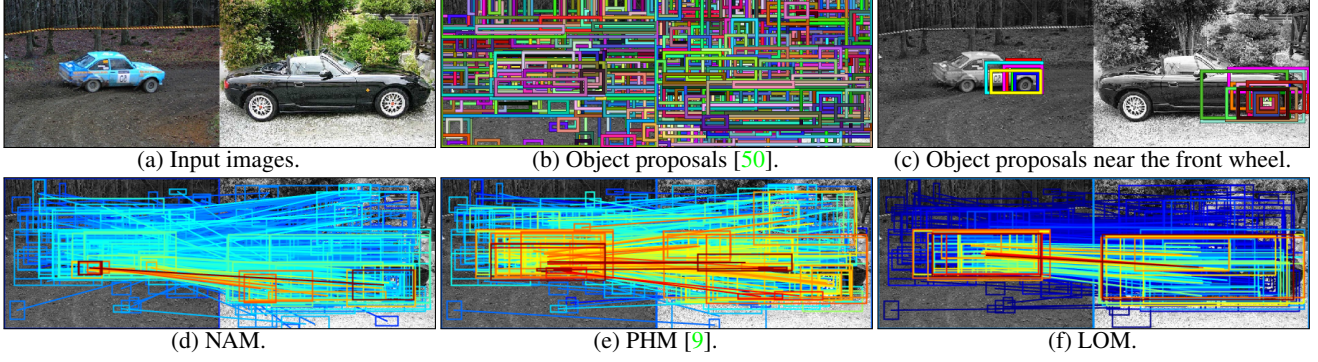 (a) Input images.
(b) Object proposals [50].
(c) Object proposals near the front wheel.
(d) NAM.
(e) PHM [9].
(f) LOM.